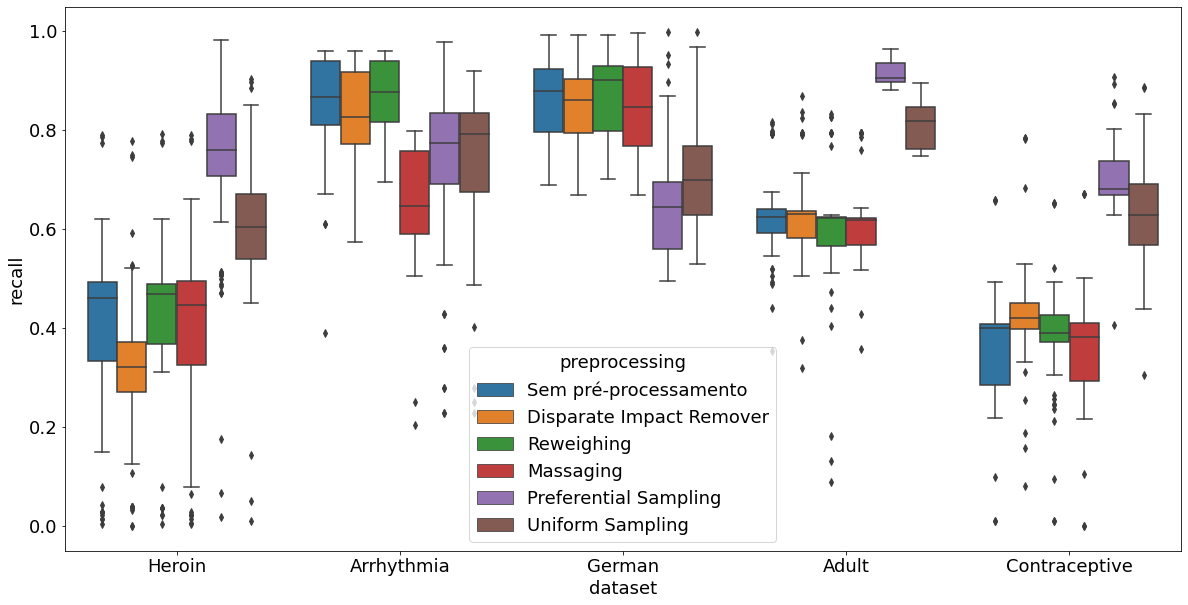 1.0
0.8
0.6
0.4
0.2
0.0
recall
preprocessing
Sem pré-processamento
Disparate Impact Remover
Reweighing
Massaging
Preferential Sampling
Uniform Sampling
Heroin Arrhythmia German Adult Contraceptive
dataset